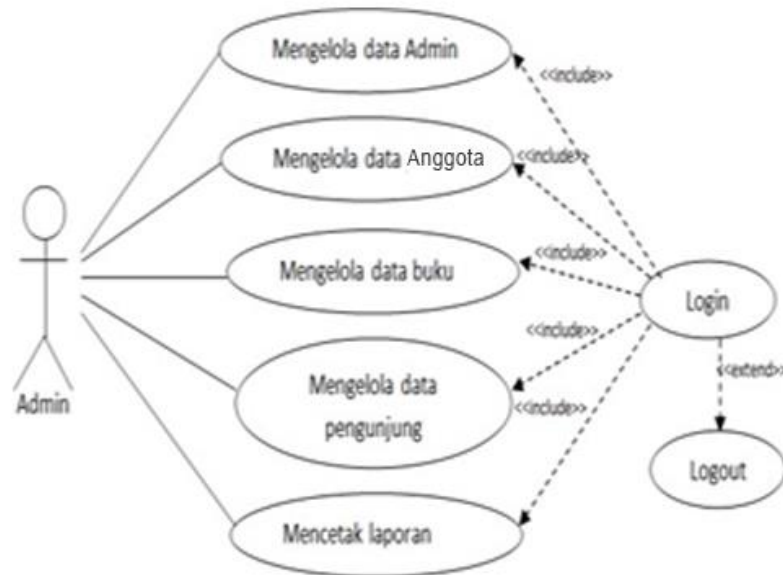 Mengelola data Admin
<<include>>
Mengelola data Anggota
<<include>>
Mengelola data buku
<<include>>
Login
<<include>>
Mengelola data
pengunjung
<<include>>
<<extend>>
Admin
Logout
Mencetak laporan